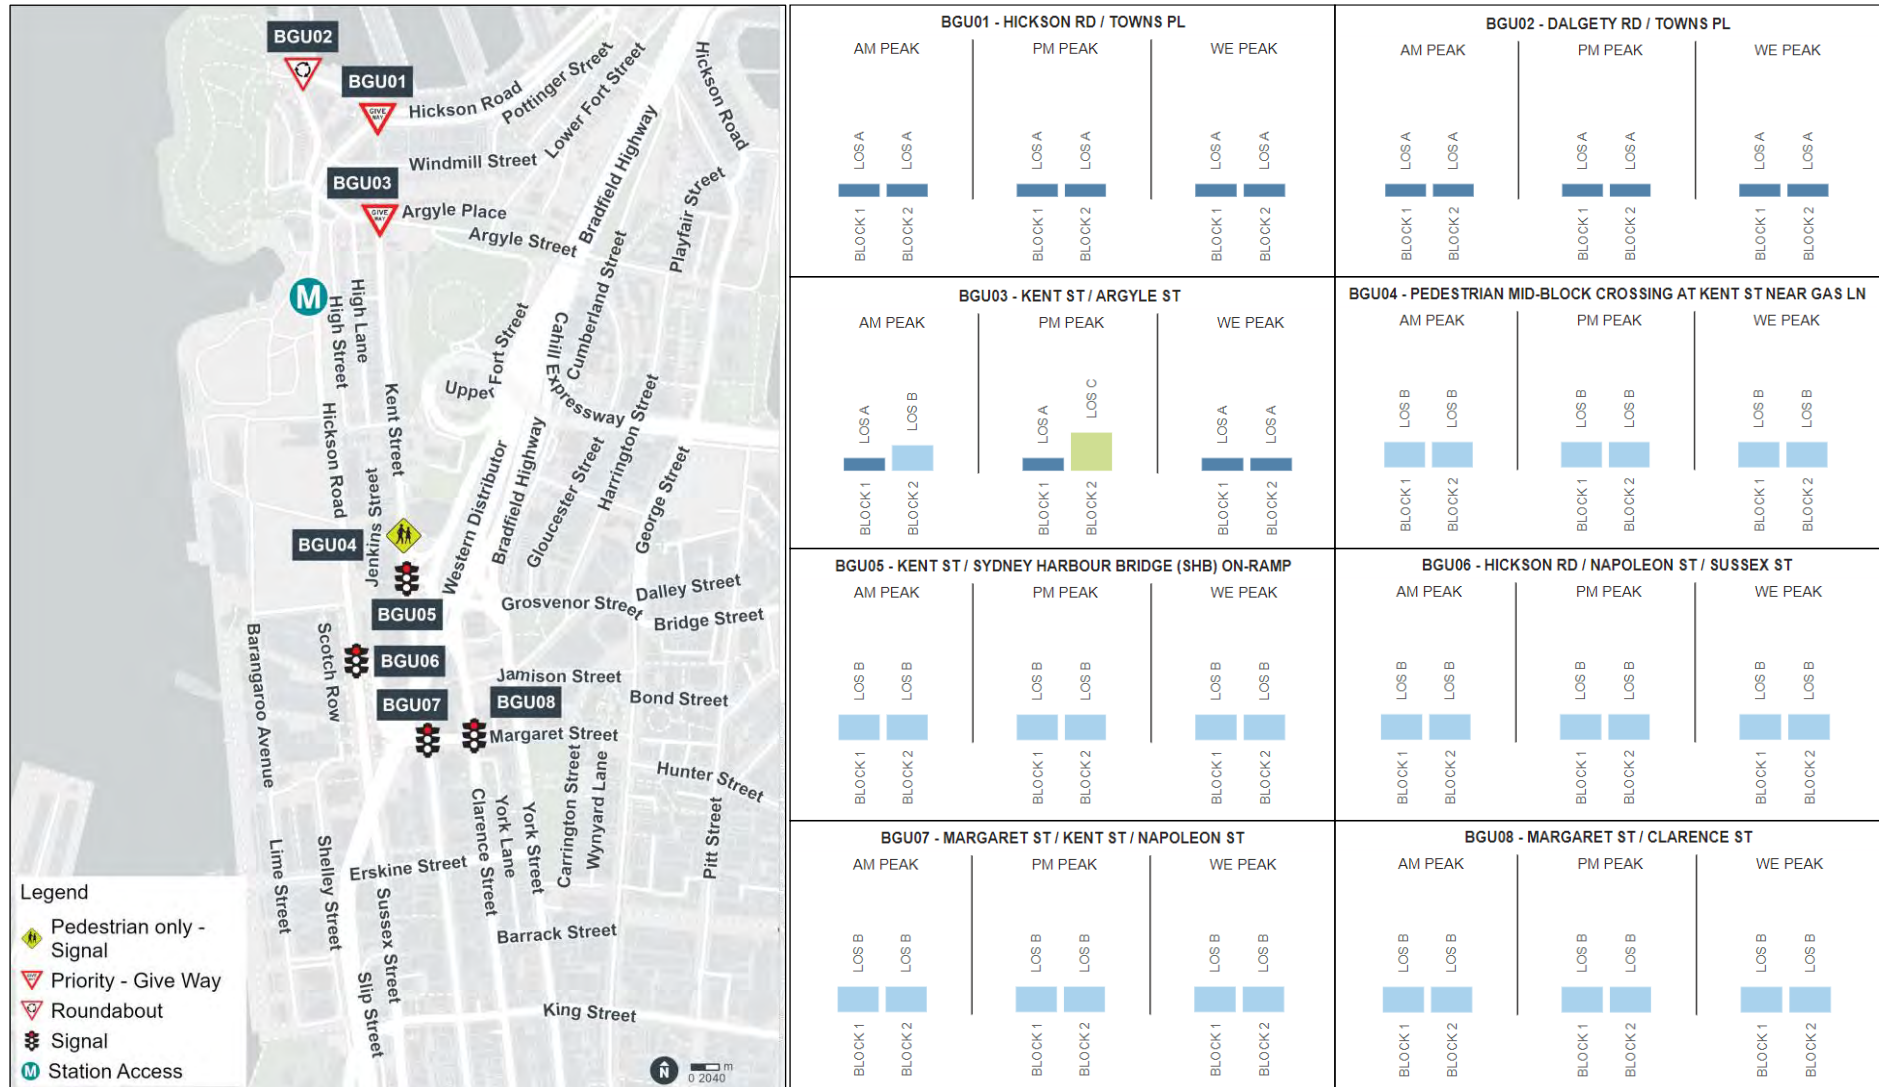 BGU02
BGU01
GIVE WAY
Hickson Road
Pottinger Street
Lower Fort Street
Hickson Road
Windmill Street
BGU03
GIVE WAY
Argyle Place
Argyle Street
Bradfield Highway
Playfair Street
Cumberland Street
M
High Lane
High Street
Upper Fort Street
Cahill Expressway
Kent Street
Hickson Road
Harrington Street
Gloucester Street
George Street
Bradfield Highway
Western Distributor
Jenkins Street
BGU04
BGU05
Grosvenor Street
Dalley Street
Bridge Street
Barangaroo Avenue
Scotch Row
BGU06
Jamison Street
BGU07
BGU08
Bond Street
Margaret Street
Hunter Street
Carrington Street
Wynyard Lane
Clarence Street
York Lane
York Street
Pitt Street
Lime Street
Shelley Street
Erskine Street
Sussex Street
Barrack Street
Slip Street
King Street
Legend
Pedestrian only -
Signal
Priority - Give Way
Roundabout
Signal
M Station Access
N
m
0 20 40
BGU01 - HICKSON RD / TOWNS PL
AM PEAK PM PEAK WE PEAK
LOS A LOS A LOS A LOS A LOS A LOS A
BLOCK 1 BLOCK 2 BLOCK 1 BLOCK 2 BLOCK 1 BLOCK 2
BGU02 - DALGETY RD / TOWNS PL
AM PEAK PM PEAK WE PEAK
LOS A LOS A LOS A LOS A LOS A LOS A
BLOCK 1 BLOCK 2 BLOCK 1 BLOCK 2 BLOCK 1 BLOCK 2
BGU03 - KENT ST / ARGYLE ST
AM PEAK PM PEAK WE PEAK
LOS A LOS B LOS A LOS C LOS A LOS A
BLOCK 1 BLOCK 2 BLOCK 1 BLOCK 2 BLOCK 1 BLOCK 2
BGU04 - PEDESTRIAN MID-BLOCK CROSSING AT KENT ST NEAR GAS LN
AM PEAK PM PEAK WE PEAK
LOS B LOS B LOS B LOS B LOS B LOS B
BLOCK 1 BLOCK 2 BLOCK 1 BLOCK 2 BLOCK 1 BLOCK 2
BGU05 - KENT ST / SYDNEY HARBOUR BRIDGE (SHB) ON-RAMP
AM PEAK PM PEAK WE PEAK
LOS B LOS B LOS B LOS B LOS B LOS B
BLOCK 1 BLOCK 2 BLOCK 1 BLOCK 2 BLOCK 1 BLOCK 2
BGU06 - HICKSON RD / NAPOLEON ST / SUSSEX ST
AM PEAK PM PEAK WE PEAK
LOS B LOS B LOS B LOS B LOS B LOS B
BLOCK 1 BLOCK 2 BLOCK 1 BLOCK 2 BLOCK 1 BLOCK 2
BGU07 - MARGARET ST / KENT ST / NAPOLEON ST
AM PEAK PM PEAK WE PEAK
LOS B LOS B LOS B LOS B LOS B LOS B
BLOCK 1 BLOCK 2 BLOCK 1 BLOCK 2 BLOCK 1 BLOCK 2
BGU08 - MARGARET ST / CLARENCE ST
AM PEAK PM PEAK WE PEAK
LOS B LOS B LOS B LOS B LOS B LOS B
BLOCK 1 BLOCK 2 BLOCK 1 BLOCK 2 BLOCK 1 BLOCK 2